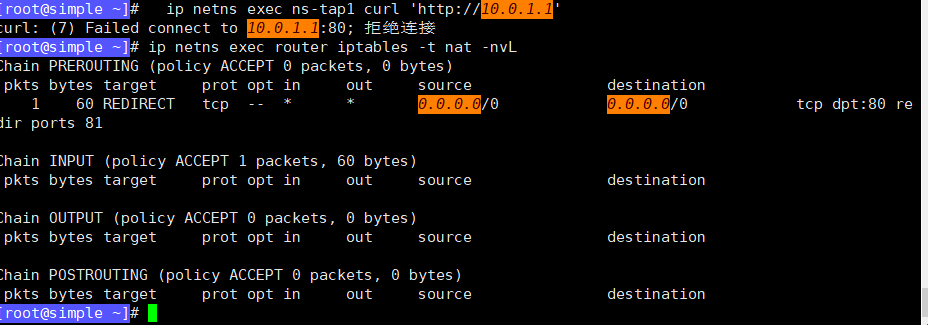 [root@simple ~]#   ip netns exec ns-tap1 curl 'http://10.0.1.1'
curl: (7) Failed connect to 10.0.1.1:80; 拒绝连接
[root@simple ~]# ip netns exec router iptables -t nat -nvL
Chain PREROUTING (policy ACCEPT 0 packets, 0 bytes)
 pkts bytes target     prot opt in     out     source               destination
    1    60 REDIRECT   tcp  --  *      *       0.0.0.0/0            0.0.0.0/0            tcp dpt:80 re
dir ports 81
Chain INPUT (policy ACCEPT 1 packets, 60 bytes)
 pkts bytes target     prot opt in     out     source               destination
Chain OUTPUT (policy ACCEPT 0 packets, 0 bytes)
 pkts bytes target     prot opt in     out     source               destination
Chain POSTROUTING (policy ACCEPT 0 packets, 0 bytes)
 pkts bytes target     prot opt in     out     source               destination
[root@simple ~]#